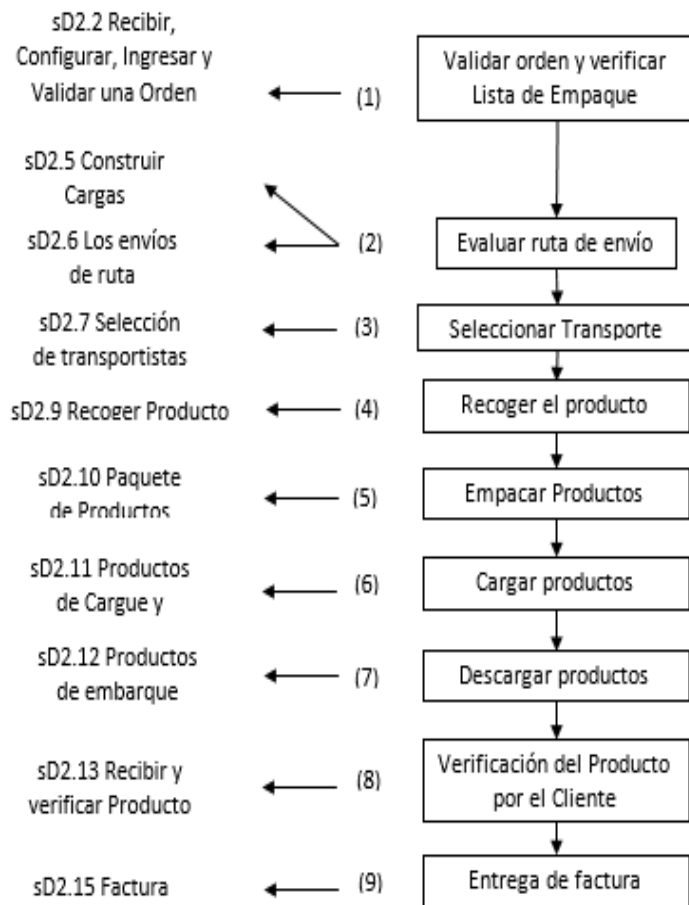 sD2.2 Recibir,
Configurar, Ingresar y
Validar una Orden
(1)
Validar orden y verificar
Lista de Empaque
sD2.5 Construir
Cargas
sD2.6 Los envíos
de ruta
(2)
Evaluar ruta de envío
sD2.7 Selección
de transportistas
(3)
Seleccionar Transporte
sD2.9 Recoger Producto
(4)
Recoger el producto
sD2.10 Paquete
de Productos
(5)
Empacar Productos
sD2.11 Productos
de Cargue y
(6)
Cargar productos
sD2.12 Productos
de embarque
(7)
Descargar productos
sD2.13 Recibir y
verificar Producto
(8)
Verificación del Producto
por el Cliente
sD2.15 Factura
(9)
Entrega de factura